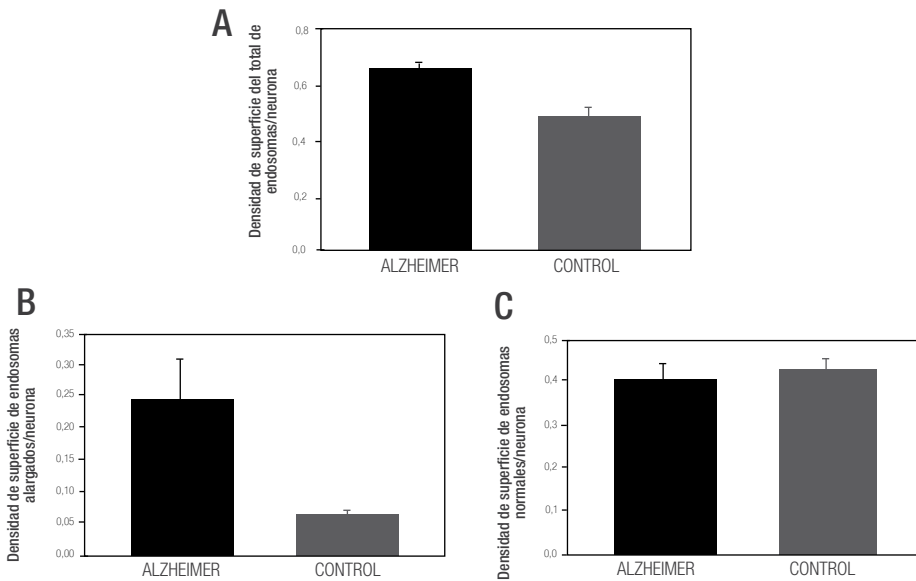 A
Densidad de superficie del total de
endosomas/neurona
0,8
0,6
0,4
0,2
0,0
ALZHEIMER
CONTROL
B
Densidad de superficie de endosomas
alargados/neurona
0,35
0,30
0,25
0,20
0,15
0,10
0,05
0,00
ALZHEIMER
CONTROL
C
Densidad de superficie de endosomas
normales/neurona
0,5
0,4
0,3
0,2
0,1
0,0
ALZHEIMER
CONTROL